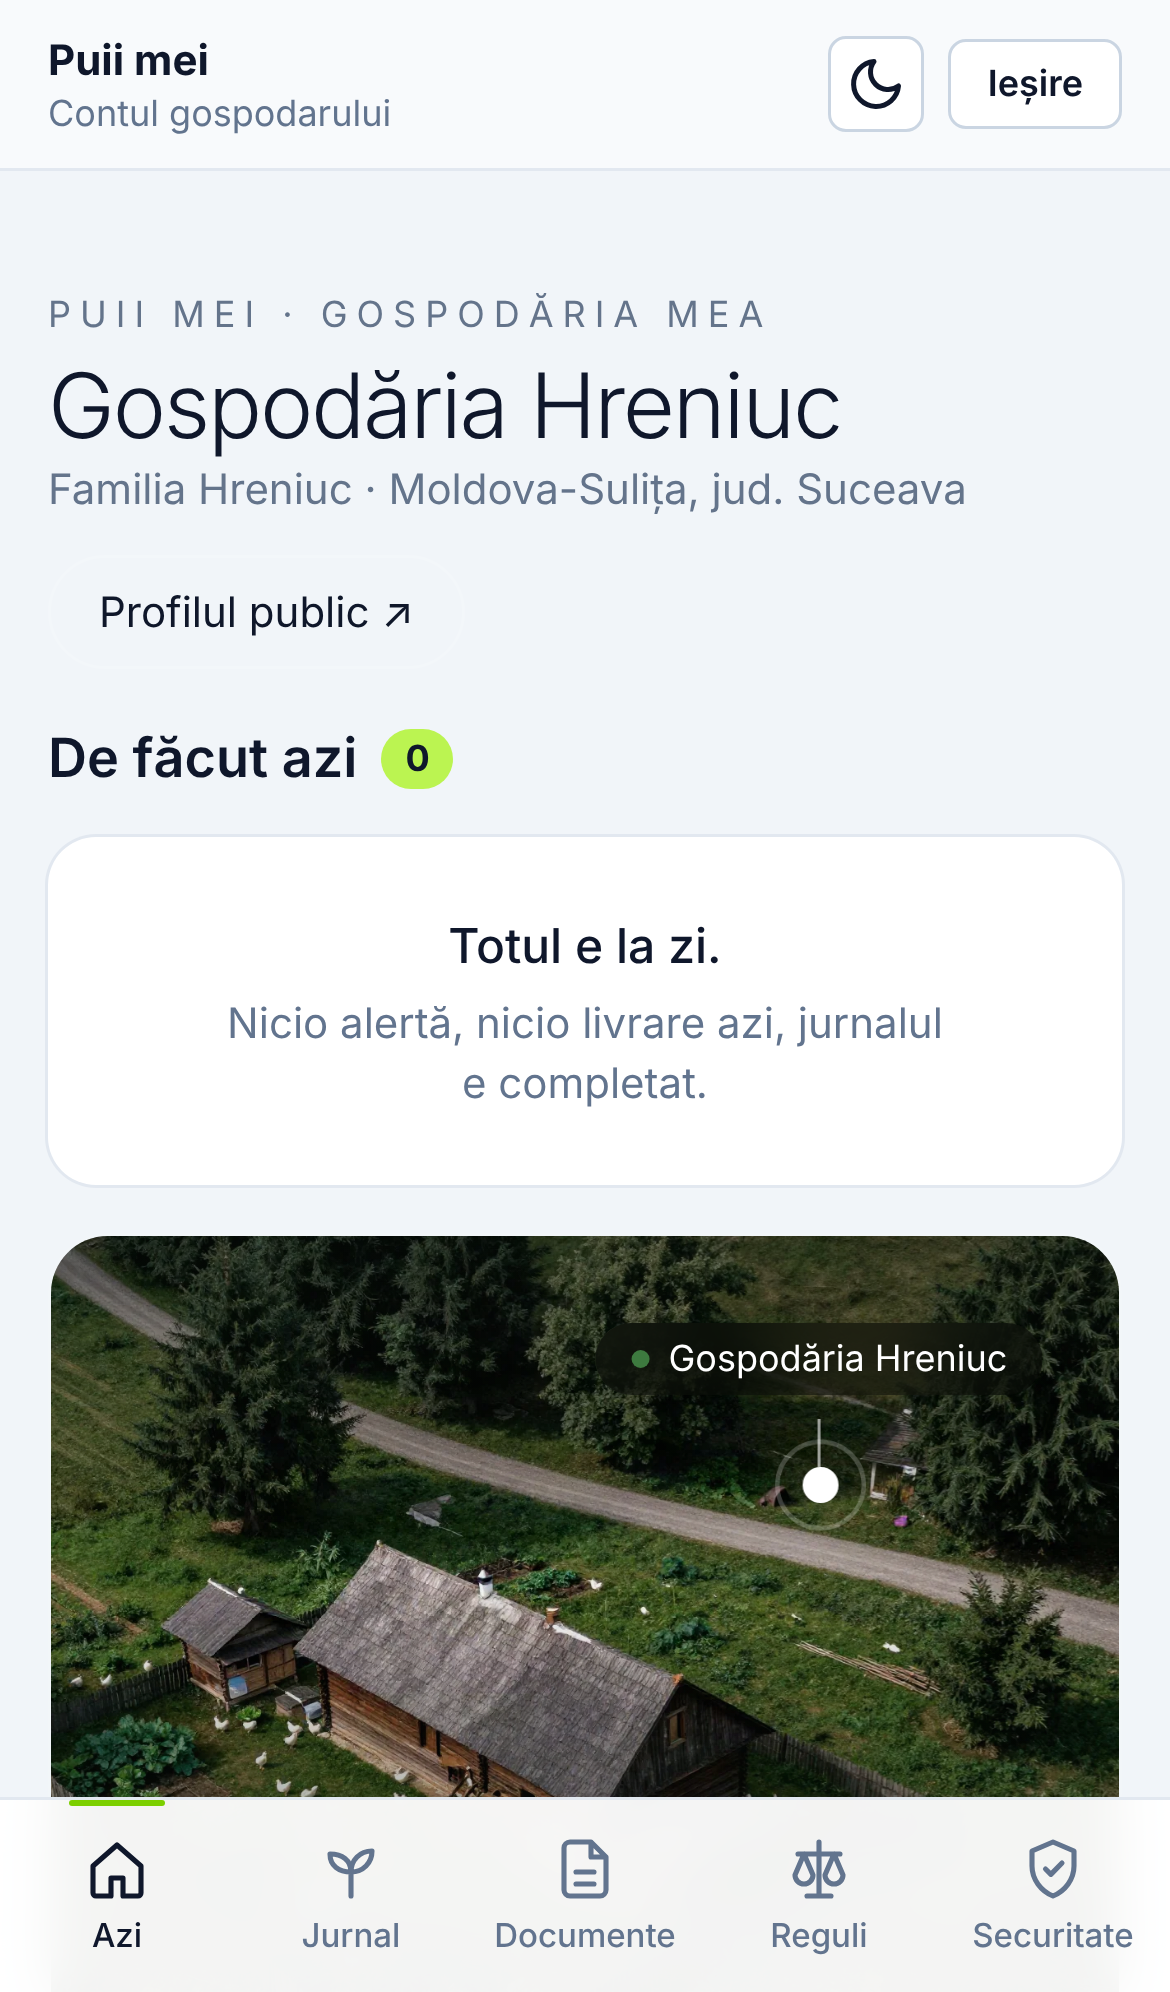 Puii mei
Contul gospodarului
Ieșire
PUII MEI · GOSPODĂRIA MEA
Gospodăria Hreniuc
Familia Hreniuc · Moldova-Sulița, jud. Suceava
Profilul public ↗
De făcut azi 0
Totul e la zi.
Nicio alertă, nicio livrare azi, jurnalul
e completat.
Gospodăria Hreniuc
Azi
Jurnal
Documente
Reguli
Securitate